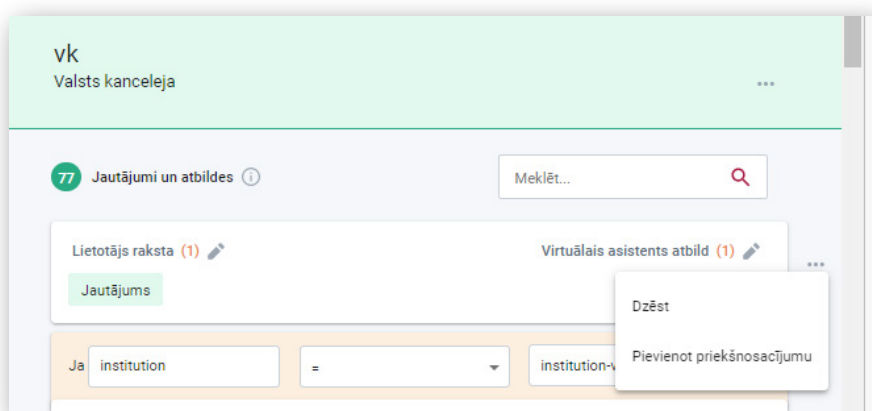 vk
Valsts kanceleja
77 Jautājumi un atbildes
Meklēt...
Lietotājs raksta (1)
Virtuālais asistents atbild (1)
Jautājums
Dzēst
Pievienot priekšnosacījumu
Ja institution = institution-v